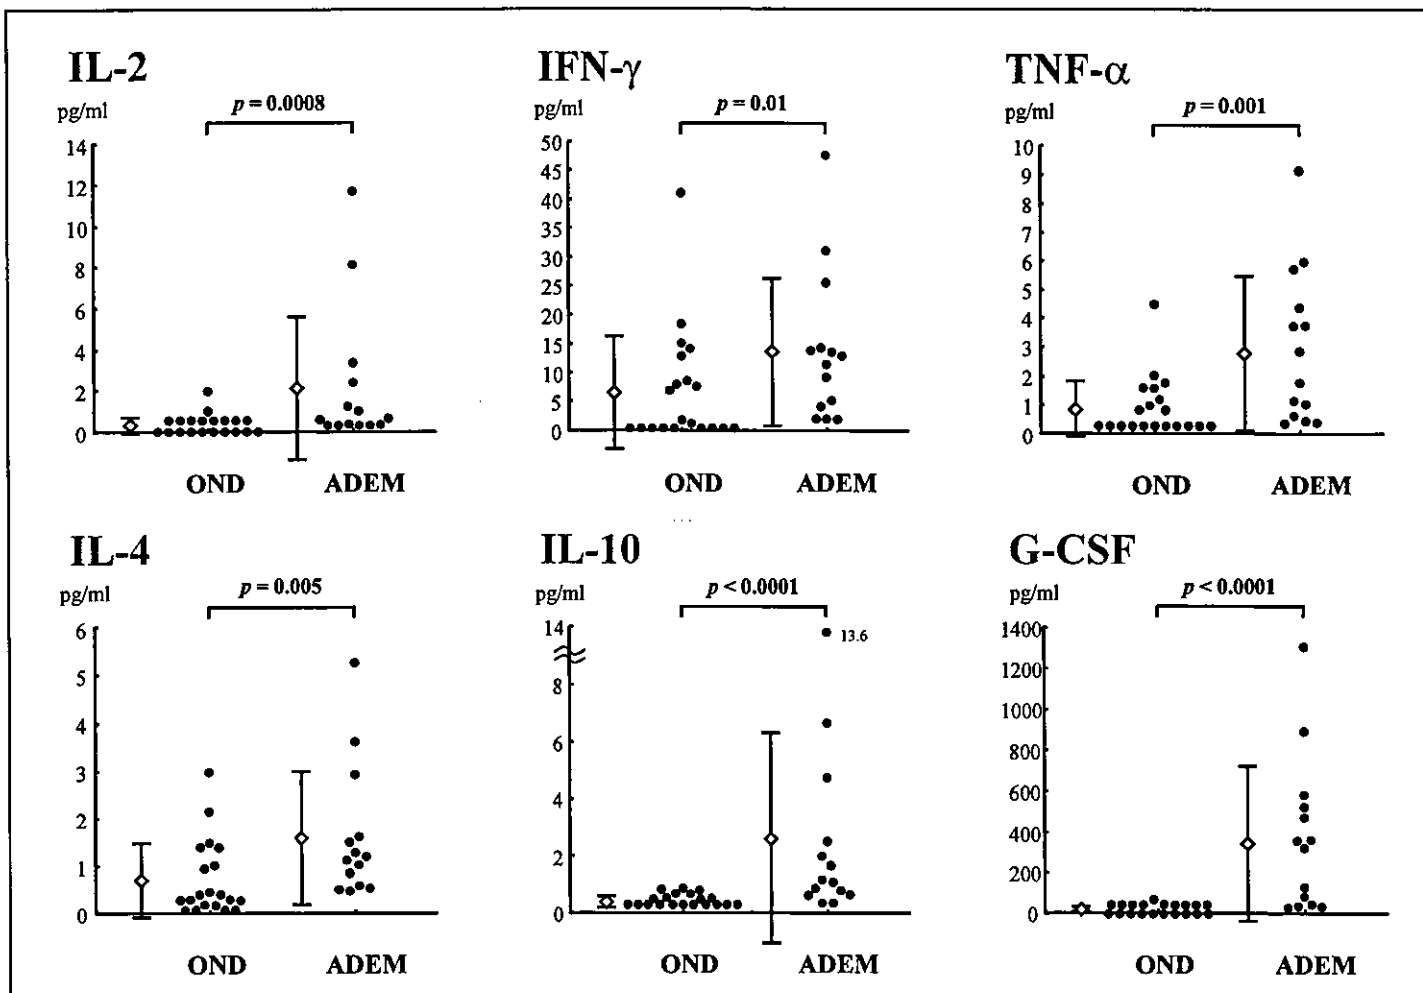 IL-2
pg/ml
p = 0.0008
14
12
10
8
6
4
2
0
OND ADEM
IFN-γ
pg/ml
p = 0.01
50
45
40
35
30
25
20
15
10
5
0
OND ADEM
TNF-α
pg/ml
p = 0.001
10
9
8
7
6
5
4
3
2
1
0
OND ADEM
IL-4
pg/ml
p = 0.005
6
5
4
3
2
1
0
OND ADEM
IL-10
pg/ml
p < 0.0001
14
13.6
8
6
4
2
0
OND ADEM
G-CSF
pg/ml
p < 0.0001
1400
1200
1000
800
600
400
200
0
OND ADEM